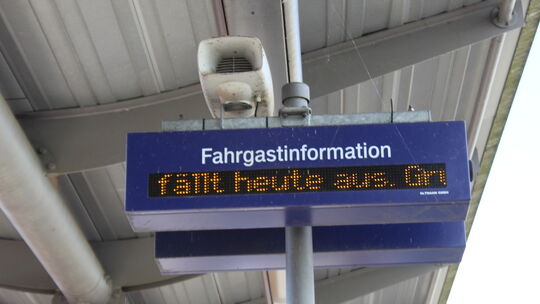 Fahrgastinformation
fällt heute aus. Gr